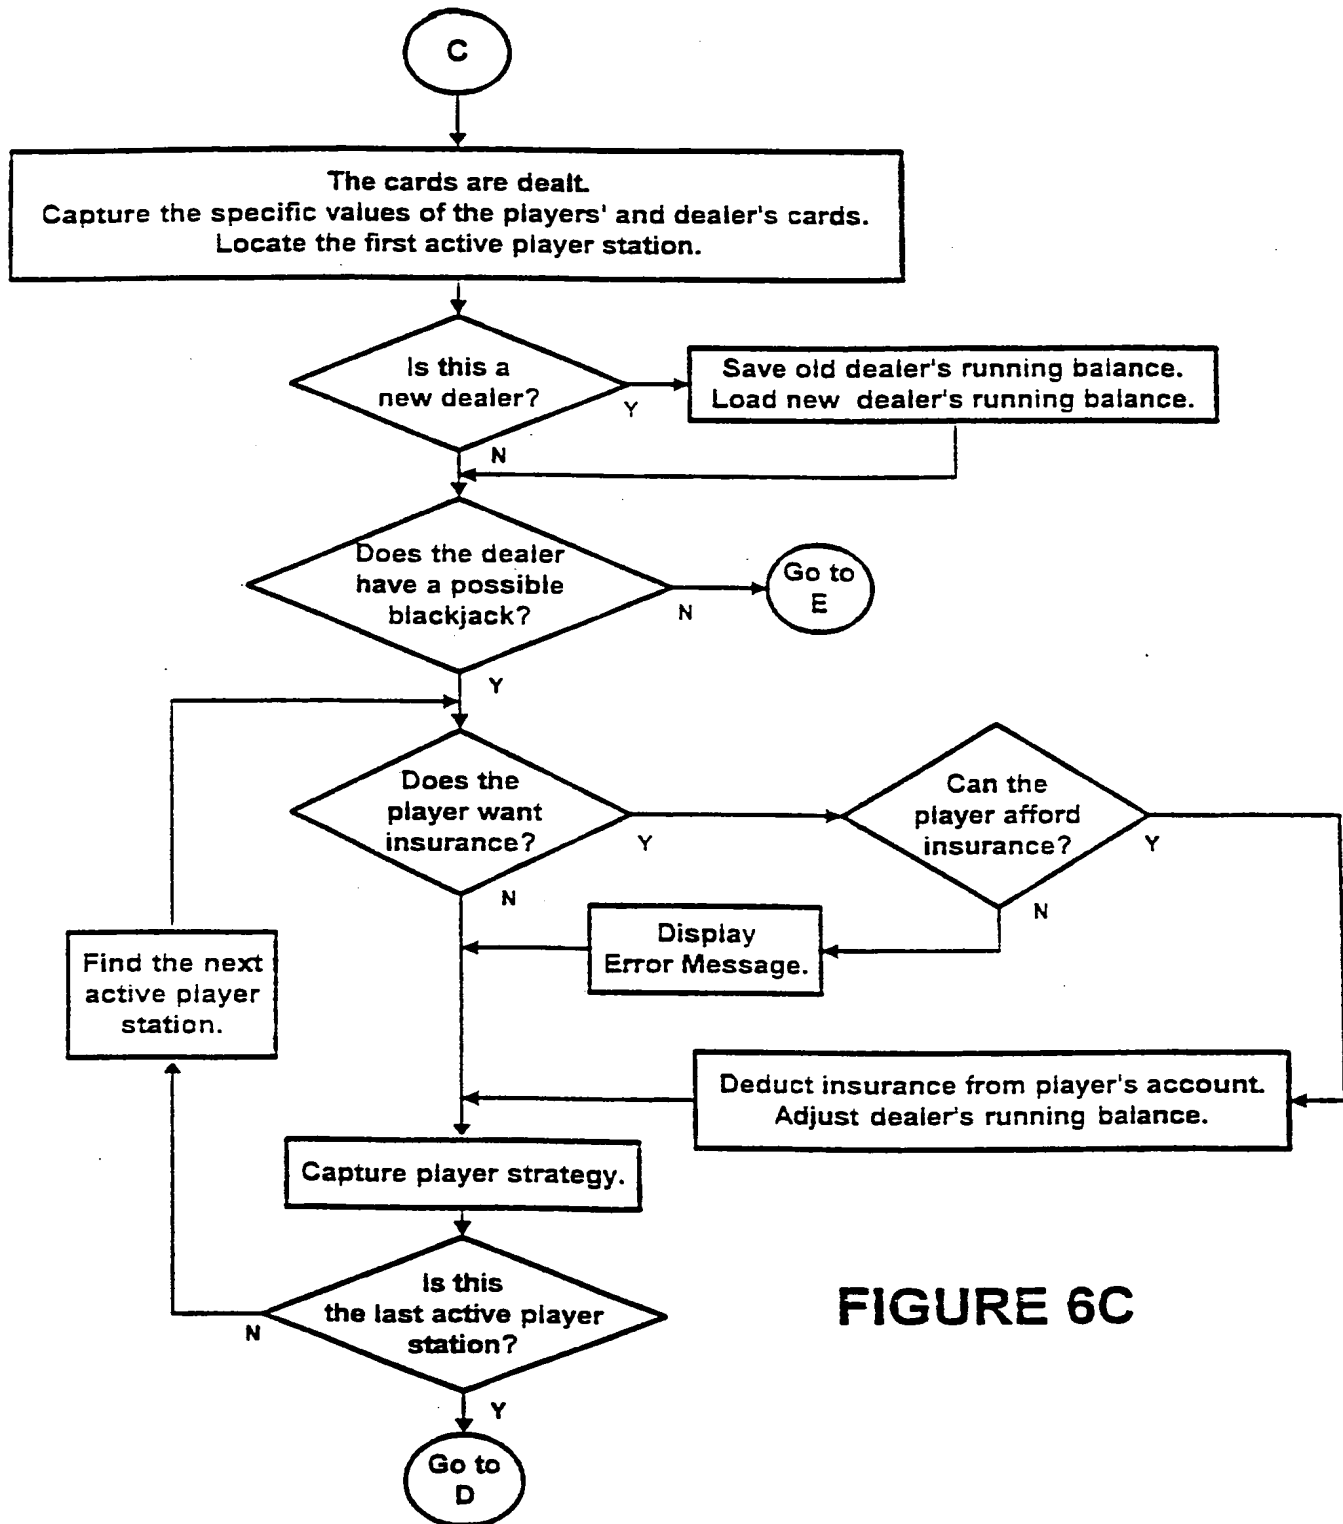 C
The cards are dealt.
Capture the specific values of the players' and dealer's cards.
Locate the first active player station.
Is this a
new dealer?
Y
Save old dealer's running balance.
Load new dealer's running balance.
N
Does the dealer
have a possible
blackjack?
N
Go to
E
Y
Does the
player want
insurance?
Y
Can the
player afford
insurance?
Y
N
N
Display
Error Message.
Find the next
active player
station.
Deduct insurance from player's account.
Adjust dealer's running balance.
Capture player strategy.
Is this
the last active player
station?
N
Y
Go to
D
FIGURE 6C